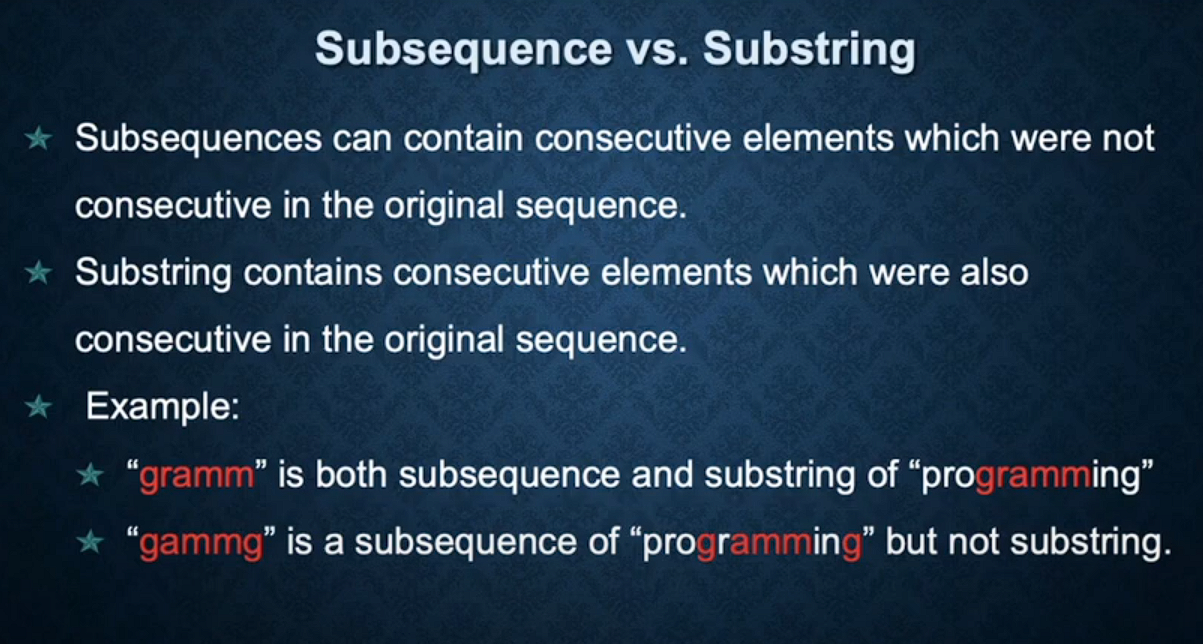 Subsequence vs. Substring
Subsequences can contain consecutive elements which were not
consecutive in the original sequence.
Substring contains consecutive elements which were also
consecutive in the original sequence.
Example:
“gramm” is both subsequence and substring of “programming”
“gammg” is a subsequence of “programming” but not substring.